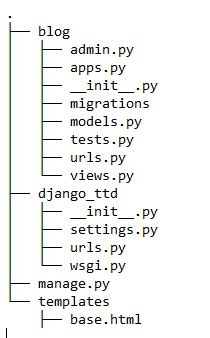 .
├── blog
│   ├── admin.py
│   ├── apps.py
│   ├── __init__.py
│   ├── migrations
│   ├── models.py
│   ├── tests.py
│   ├── urls.py
│   └── views.py
├── django_ttd
│   ├── __init__.py
│   ├── settings.py
│   ├── urls.py
│   └── wsgi.py
├── manage.py
└── templates
    ├── base.html